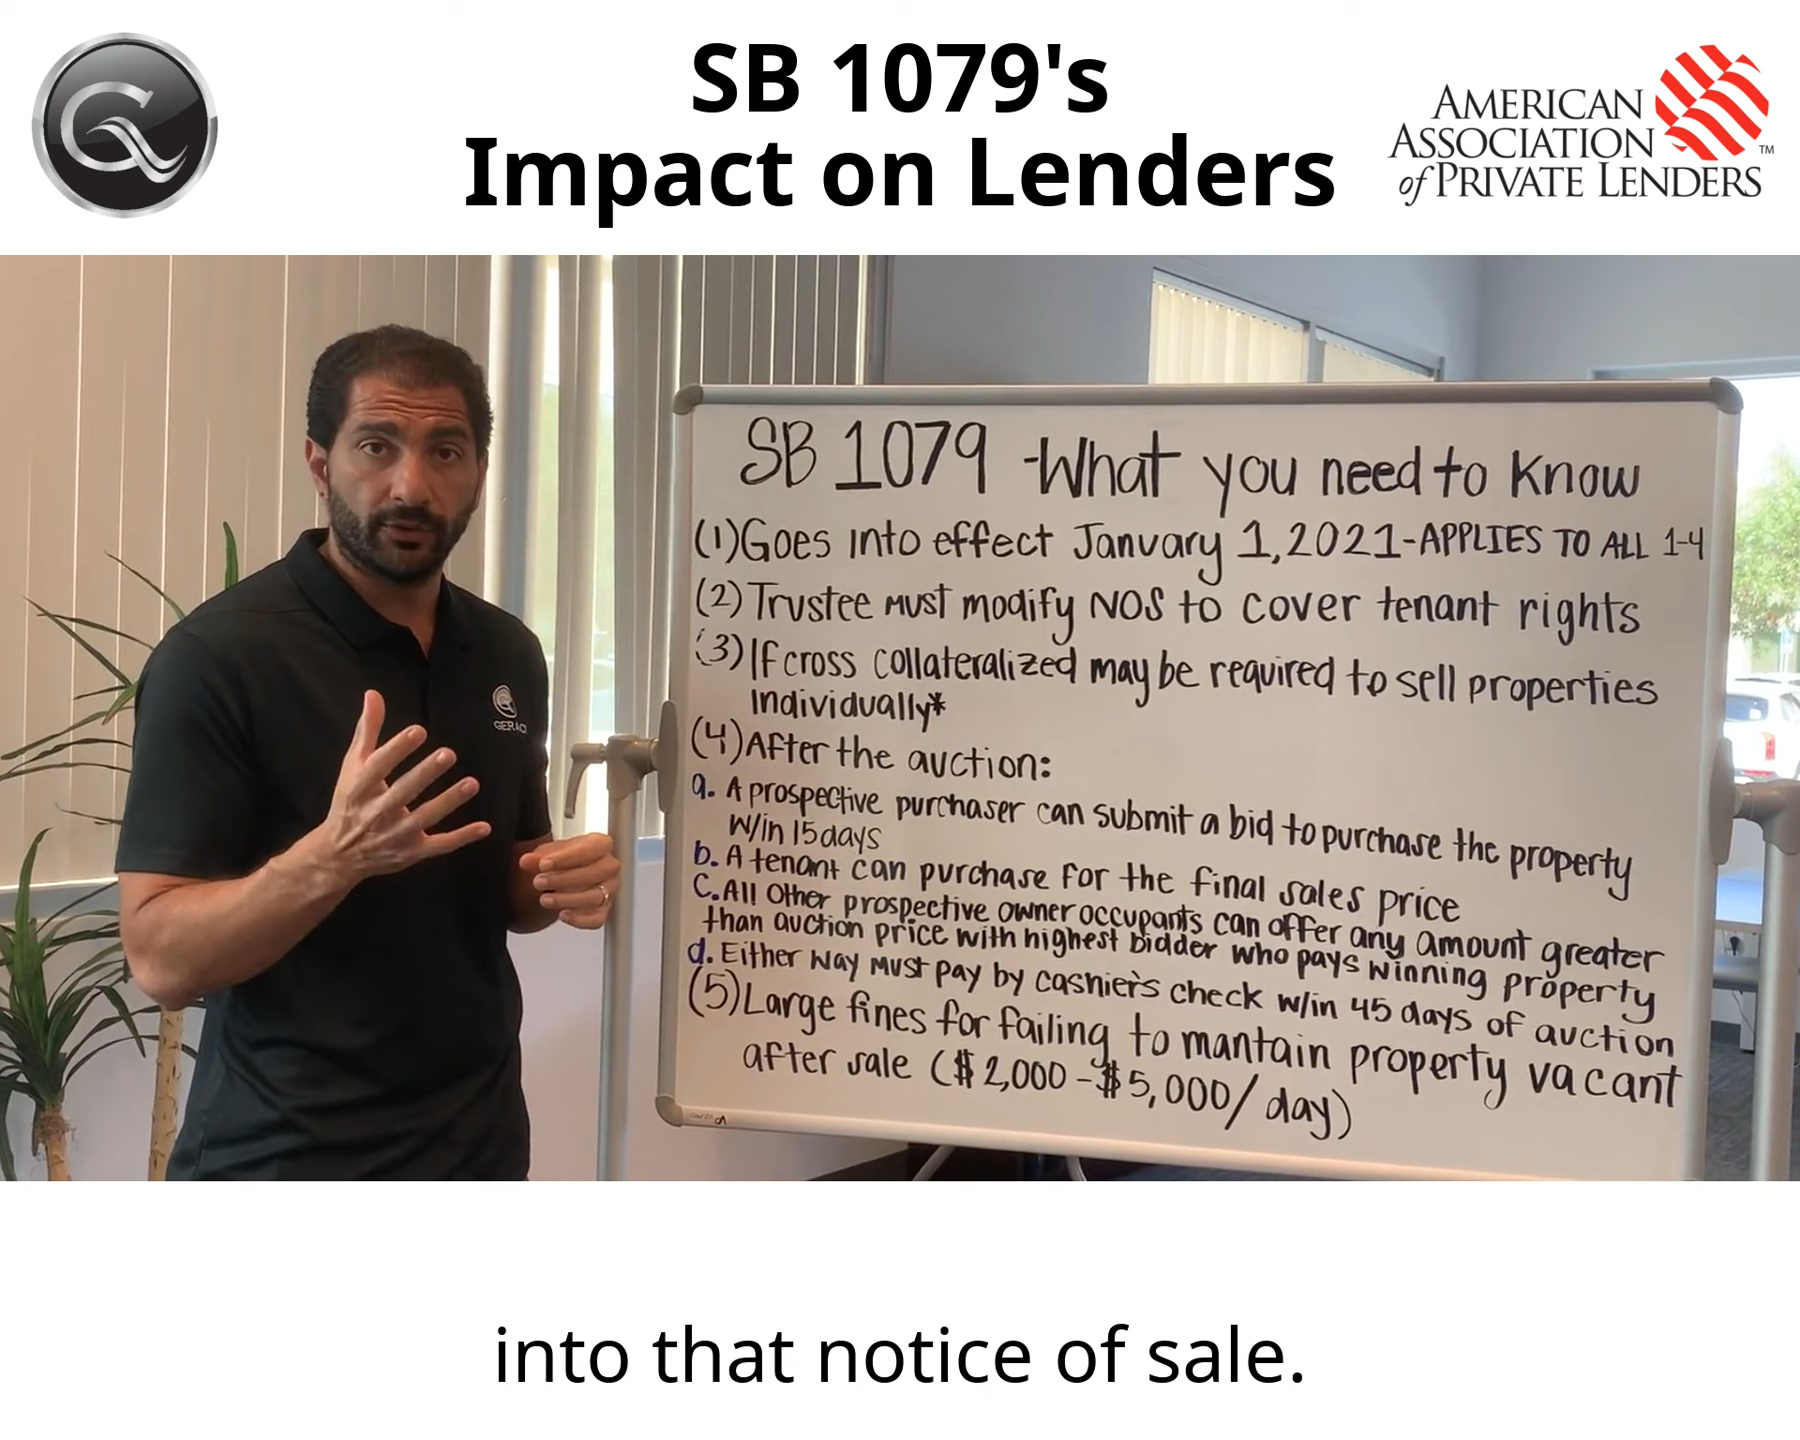 SB 1079's
Impact on Lenders
AMERICAN
ASSOCIATION
of PRIVATE LENDERS
TM
GERACI
SB 1079 - What you need to know
(1) Goes into effect January 1, 2021 - APPLIES TO ALL 1-4
(2) Trustee must modify NOS to cover tenant rights
(3) If cross collateralized may be required to sell properties
individually*
(4) After the auction:
a. A prospective purchaser can submit a bid to purchase the property
w/in 15 days
b. A tenant can purchase for the final sales price
C. All other prospective owner occupants can offer any amount greater
than auction price with highest bidder who pays winning property
d. Either way must pay by cashier's check w/in 45 days of auction
(5) Large fines for failing to mantain property vacant
after sale ($2,000 - $5,000/day)
into that notice of sale.